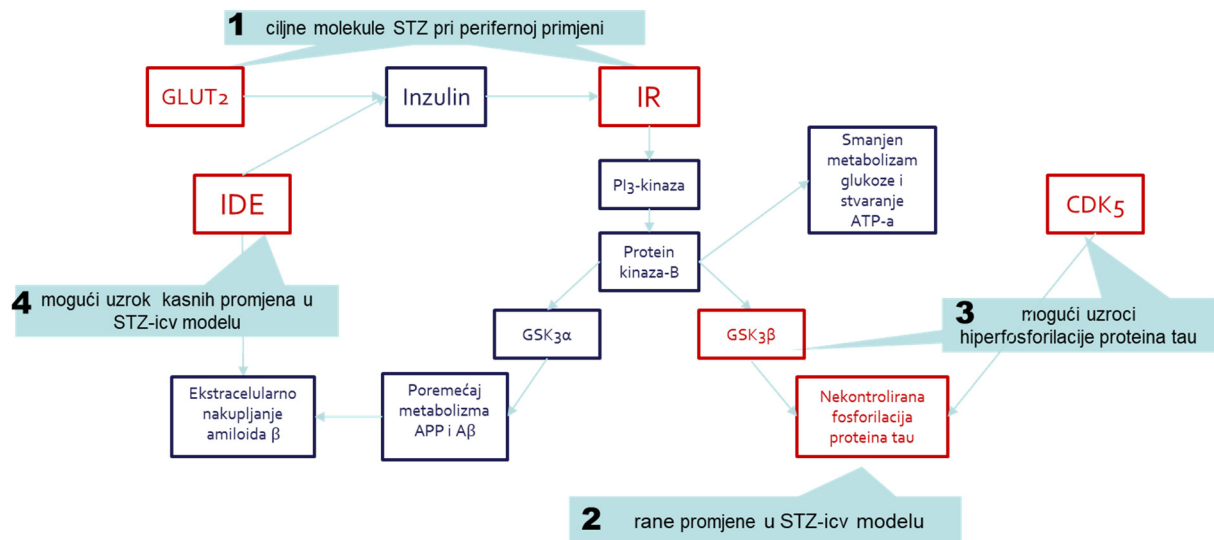 1 ciljne molekule STZ pri perifernoj primjeni
GLUT2
Inzulin
IR
Smanjen
metabolizam
glukoze i
stvaranje
ATP-a
PI3-kinaza
IDE
CDK5
Protein
kinaza-B
4 mogući uzrok kasnih promjena u
STZ-icv modelu
3 mogući uzroci
hiperfosforilacije proteina tau
GSK3α
GSK3β
Ekstracelularno
nakupljanje
amiloida β
Poremećaj
metabolizma
APP i Aβ
Nekontrolirana
fosforilacija
proteina tau
2 rane promjene u STZ-icv modelu